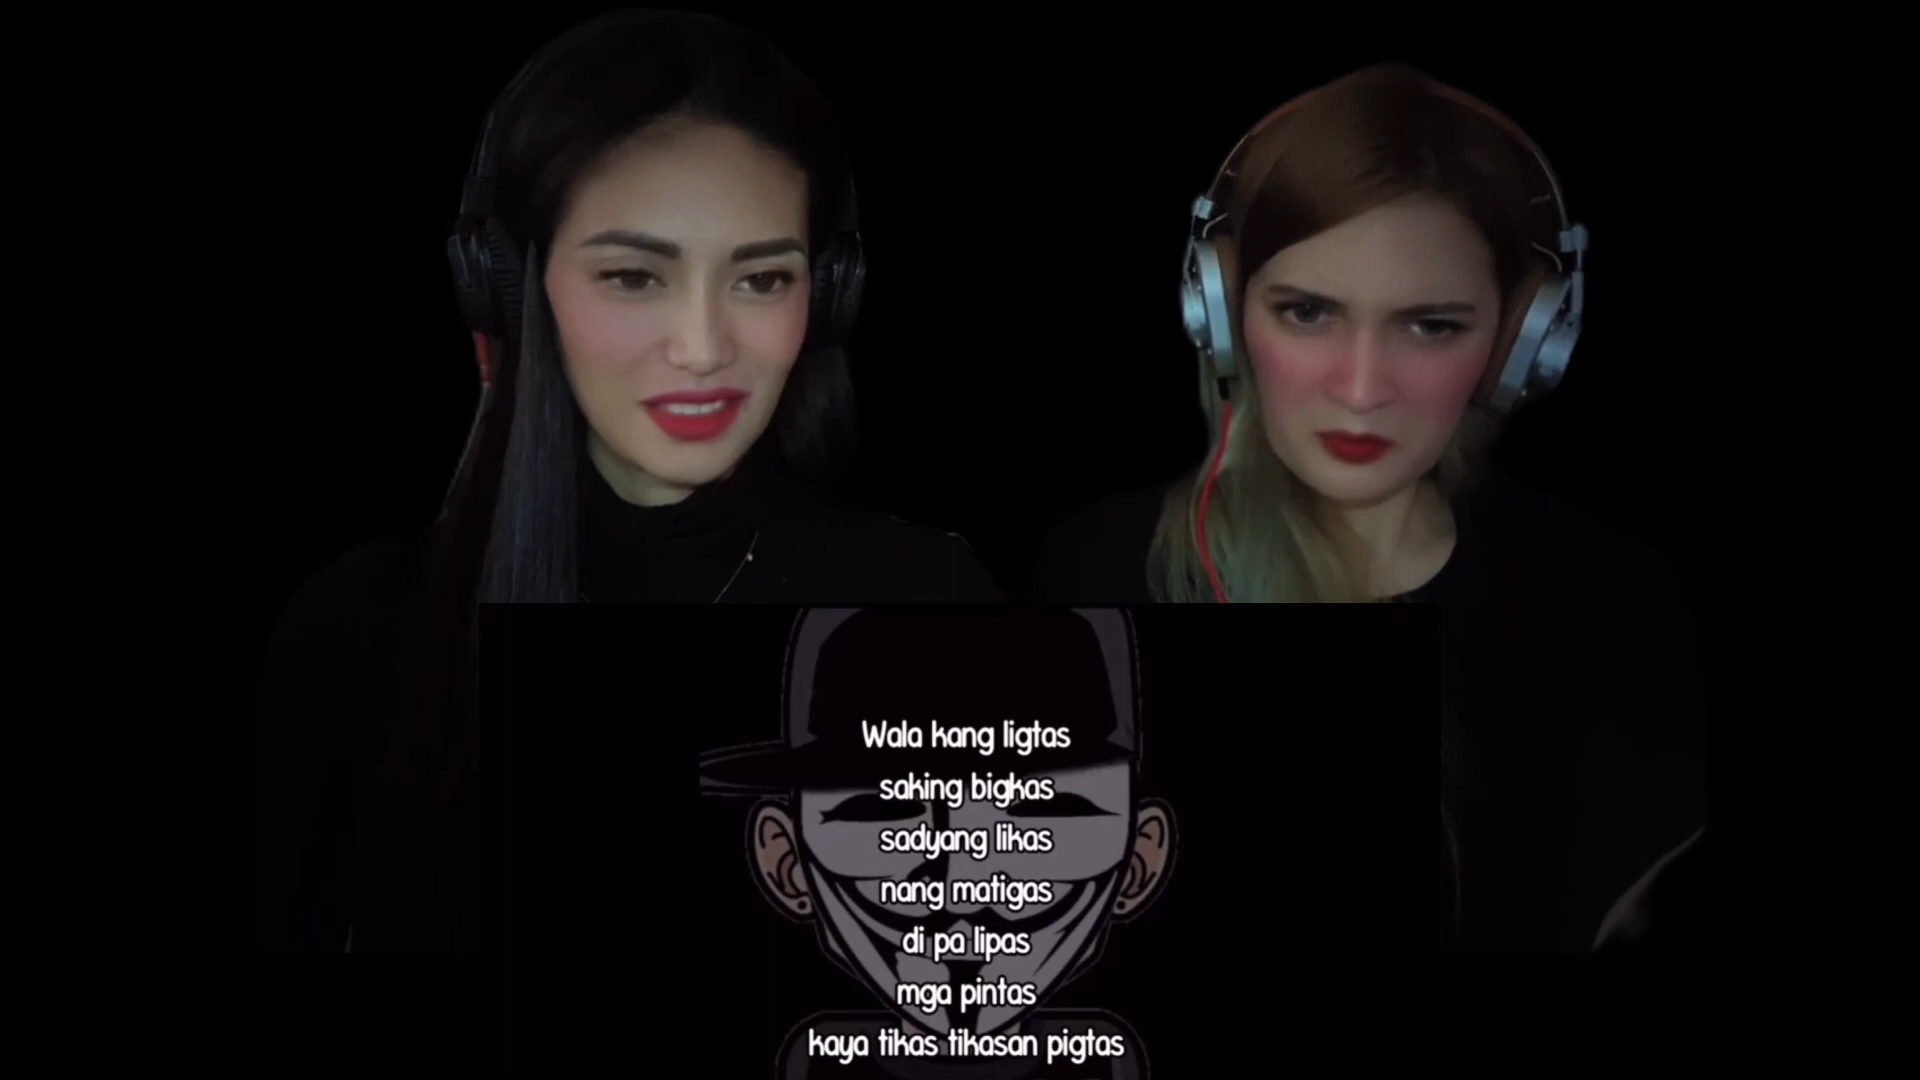 Wala kang ligtas
saking bigkas
sadyang likas
nang matigas
di pa lipas
mga pintas
kaya tikas tikasan pigtas